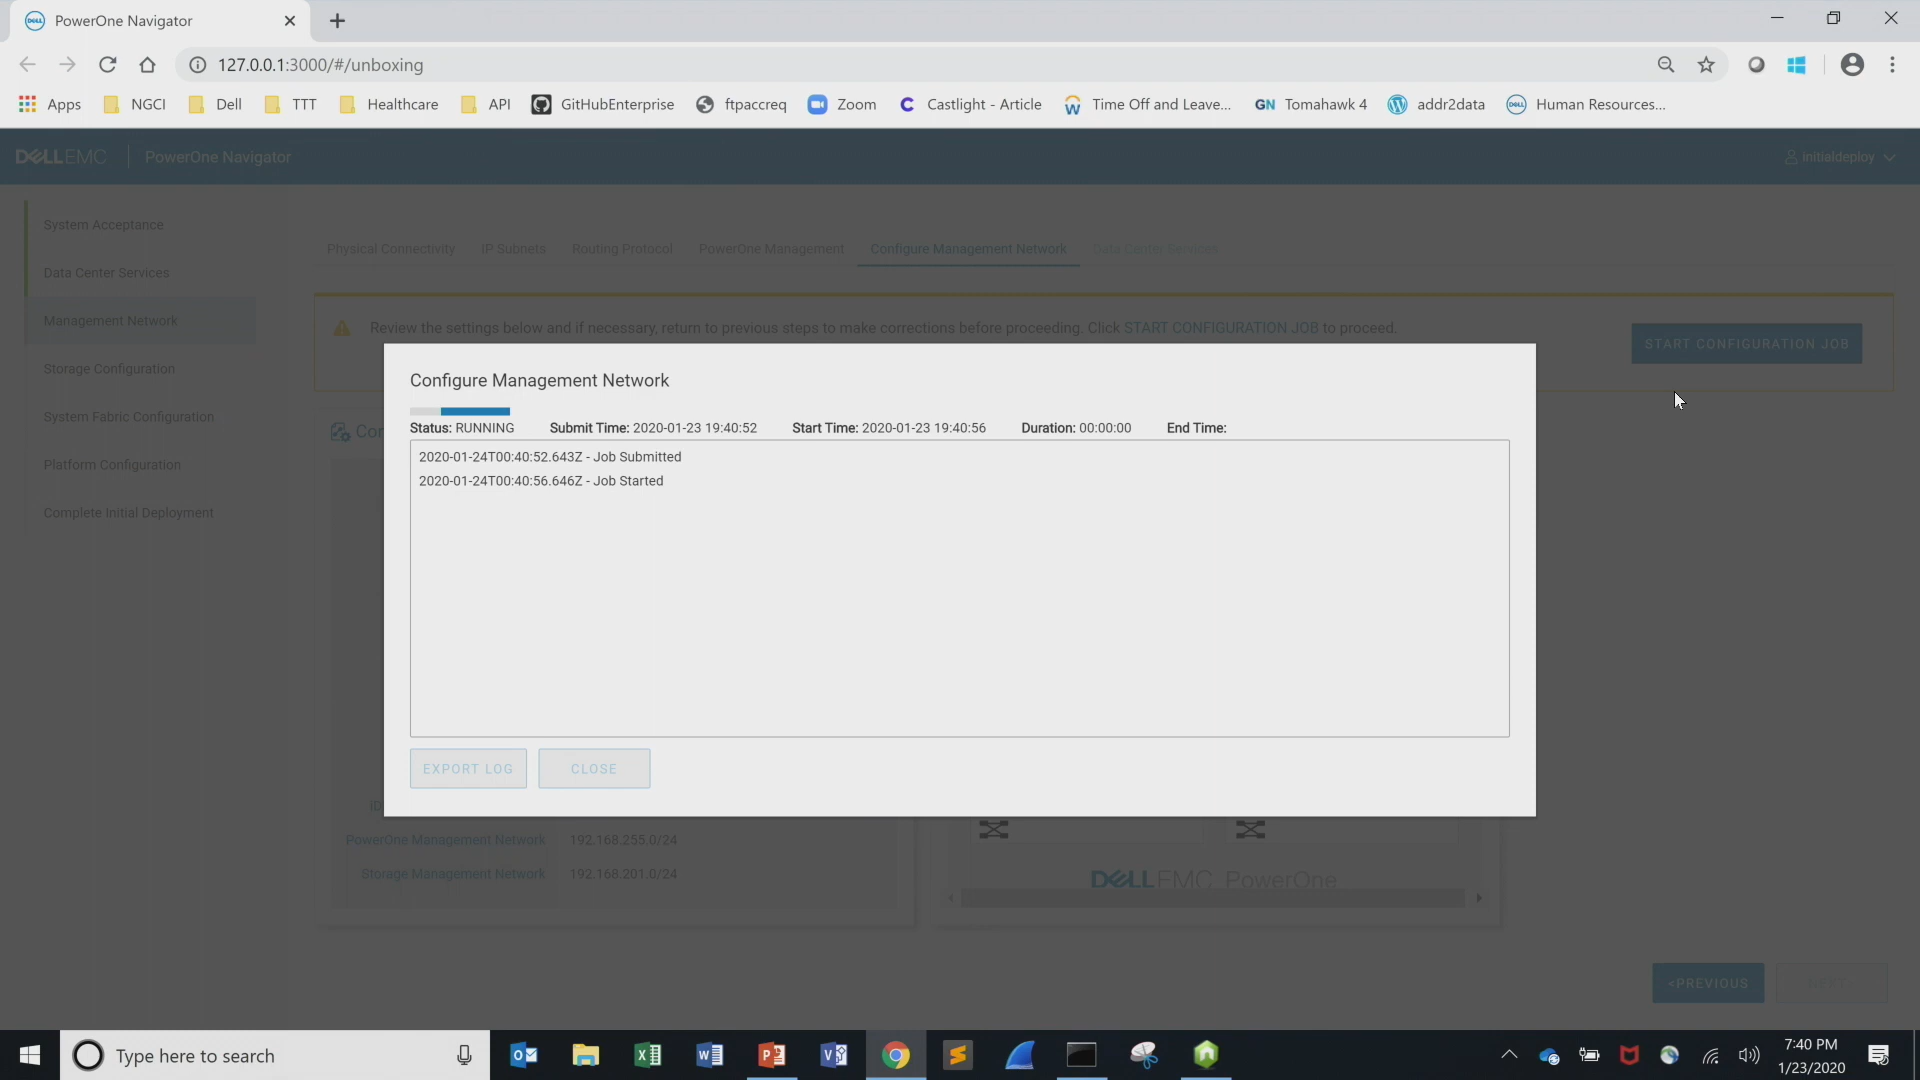 PowerOne Navigator
127.0.0.1:3000/#/unboxing
Apps NGCI Dell TTT Healthcare API GitHubEnterprise ftpaccreq Zoom Castlight - Article Time Off and Leave... GN Tomahawk 4 addr2data Human Resources...
DELLEMC PowerOne Navigator initialdeploy
System Acceptance
Data Center Services
Management Network
Storage Configuration
System Fabric Configuration
Platform Configuration
Complete Initial Deployment
Physical Connectivity IP Subnets Routing Protocol PowerOne Management Configure Management Network Data Center Services
Review the settings below and if necessary, return to previous steps to make corrections before proceeding. Click START CONFIGURATION JOB to proceed.
START CONFIGURATION JOB
Configure Management Network
Status: RUNNING Submit Time: 2020-01-23 19:40:52 Start Time: 2020-01-23 19:40:56 Duration: 00:00:00 End Time:
2020-01-24T00:40:52.643Z - Job Submitted
2020-01-24T00:40:56.646Z - Job Started
EXPORT LOG CLOSE
PowerOne Management Network 192.168.255.0/24
Storage Management Network 192.168.201.0/24
DELLEMC PowerOne
<PREVIOUS
Type here to search
7:40 PM
1/23/2020